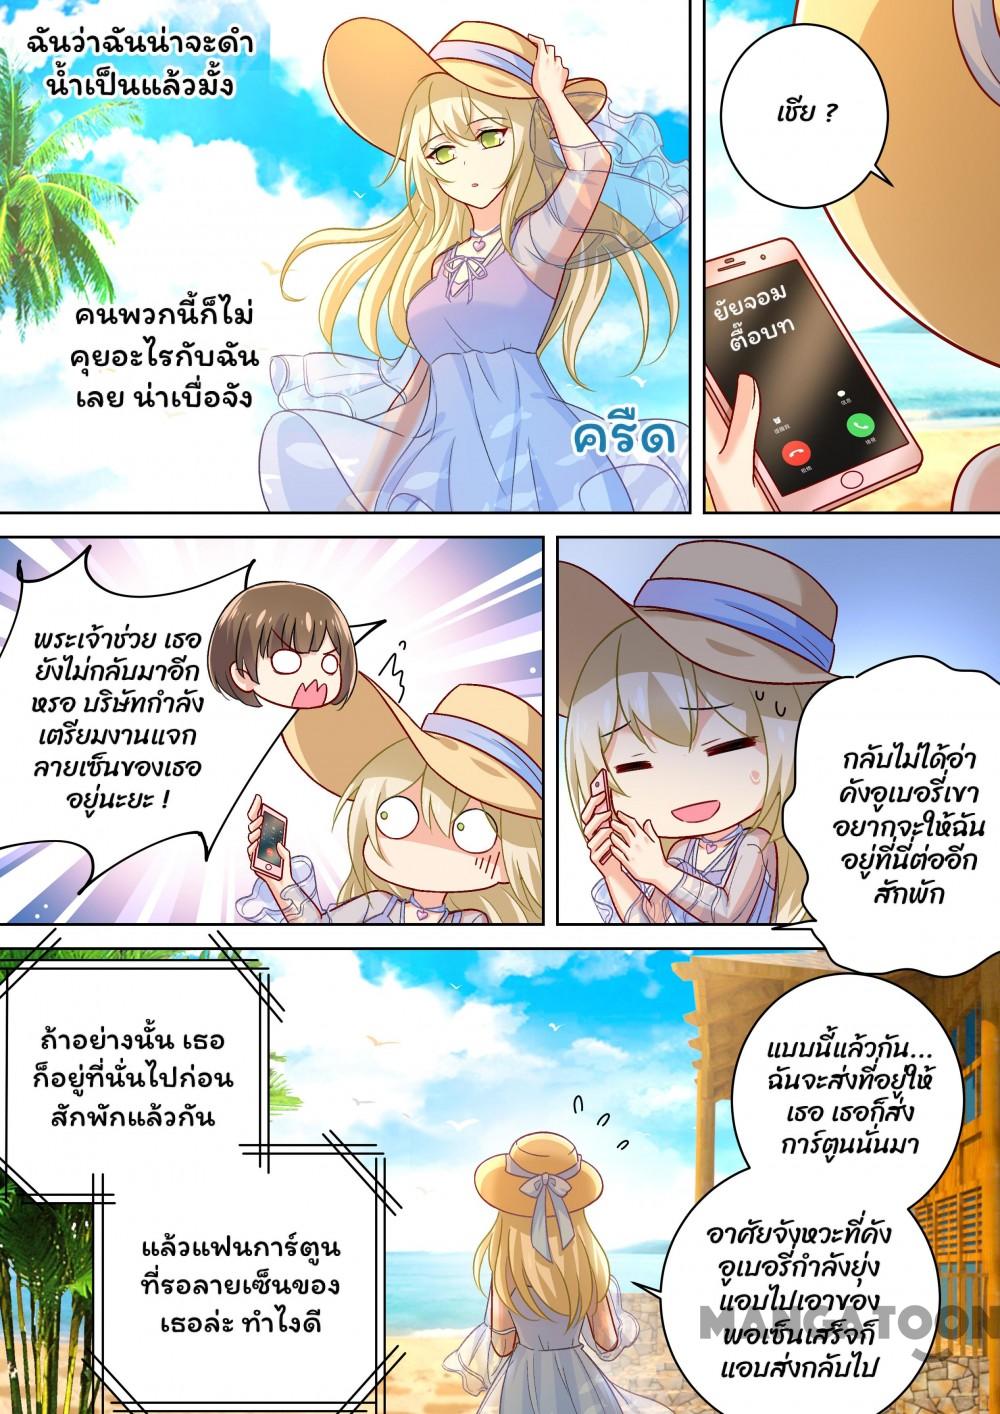 ฉันว่าฉันน่าจะดำ
น้ำเป็นแล้วมั้ง
คนพวกนี้ก็ไม่
คุยอะไรกับฉัน
เลย น่าเบื่อจัง
ครืด
เชีย ?
ยัยจอม
ตื๊อบท
พระเจ้าช่วย เธอ
ยังไม่กลับมาอีก
หรอ บริษัทกำลัง
เตรียมงานแจก
ลายเซ็นของเธอ
อยู่นะยะ !
กลับไม่ได้อ่า
คังอูเบอรี่เขา
อยากจะให้ฉัน
อยู่ที่นี่ต่ออีก
สักพัก
ถ้าอย่างนั้น เธอ
ก็อยู่ที่นั่นไปก่อน
สักพักแล้วกัน
แล้วแฟนการ์ตูน
ที่รอลายเซ็นของ
เธอล่ะ ทำไงดี
แบบนี้แล้วกัน...
ฉันจะส่งที่อยู่ให้
เธอ เธอก็ส่ง
การ์ตูนนั่นมา
อาศัยจังหวะที่คัง
อูเบอรี่กำลังยุ่ง
แอบไปเอาของ
พอเซ็นเสร็จก็
แอบส่งกลับไป
MANGATOON